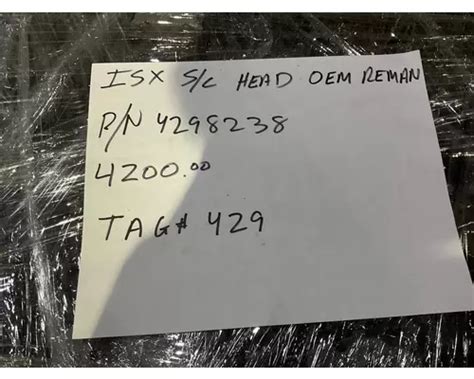 ISX S/C HEAD OEM REMAN
P/N 4298238
4200.00
TAG# 429